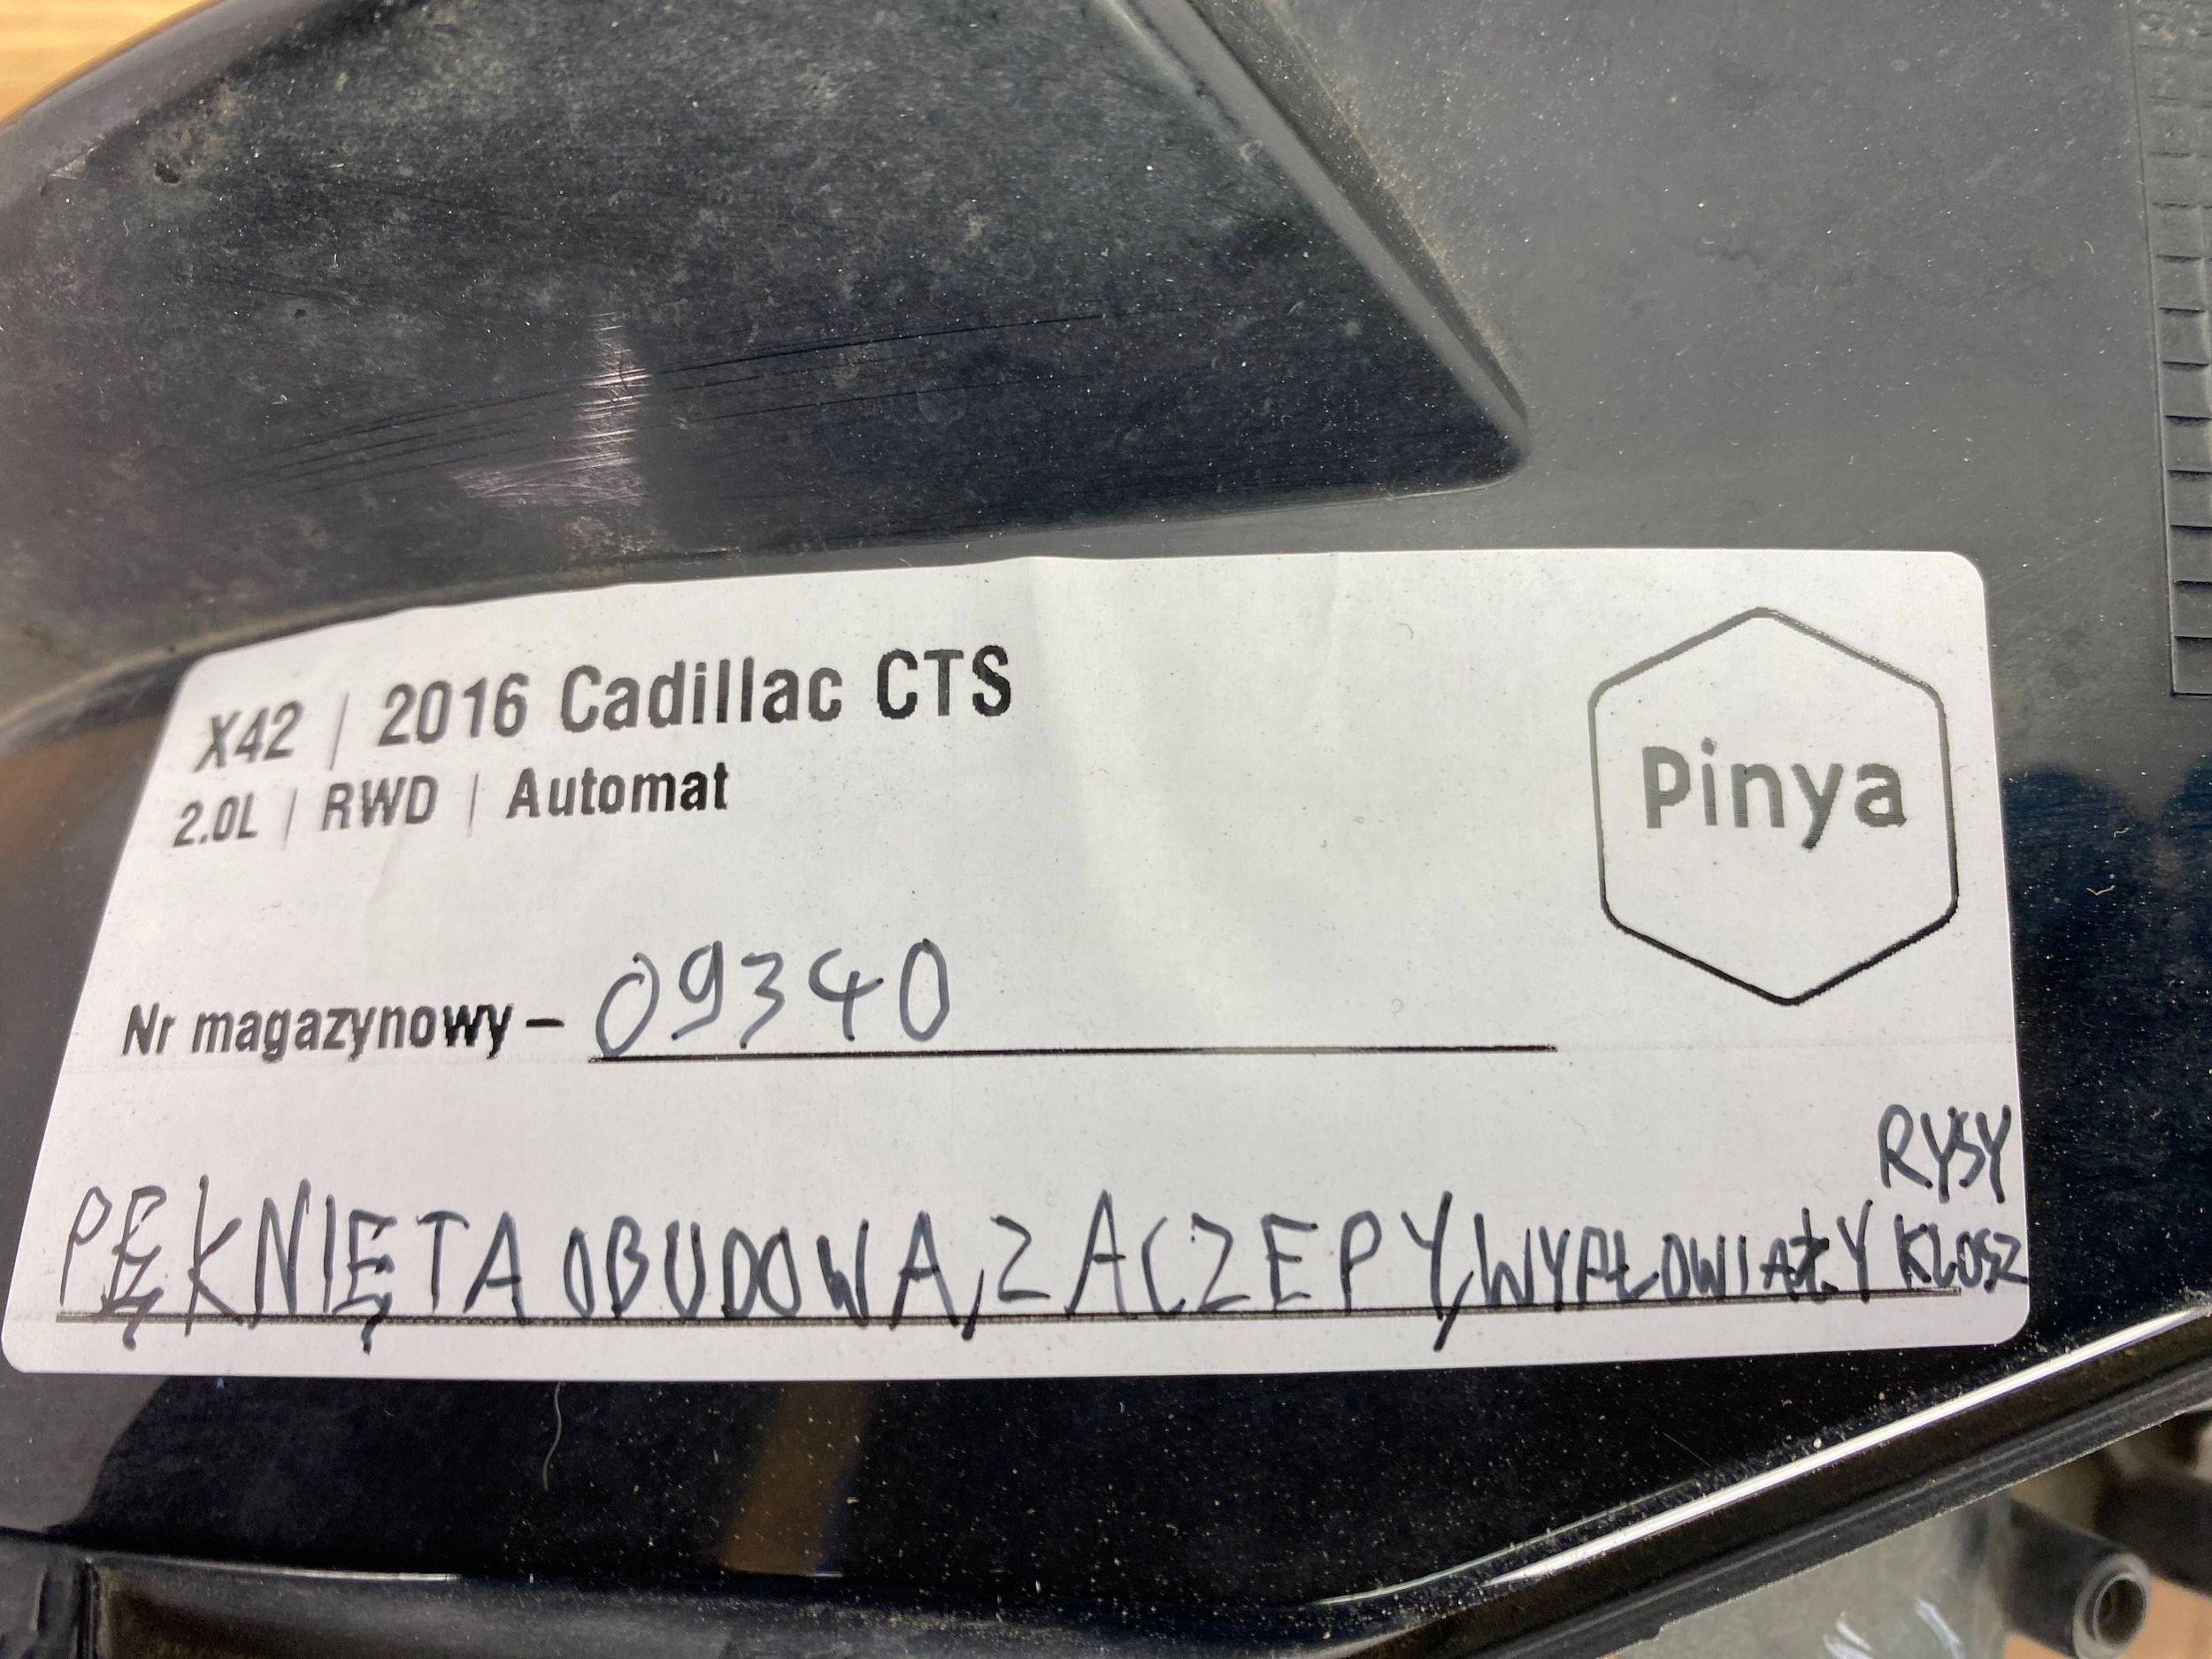 X42 | 2016 Cadillac CTS
2.0L | RWD | Automat
Pinya
Nr magazynowy – 09340
RYSY
PĘKNIĘTA OBUDOWA, ZACZEPY, WYPŁOWIAŁY KLOSZ